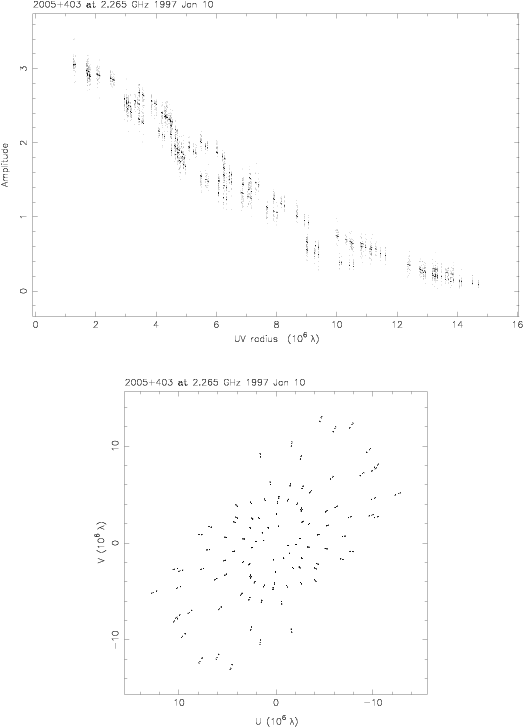 2005+403 at 2.265 GHz 1997 Jan 10
3
2
1
0
Amplitude
0 2 4 6 8 10 12 14 16
UV radius (10⁶ λ)
2005+403 at 2.265 GHz 1997 Jan 10
10
0
−10
V (10⁶ λ)
10 0 −10
U (10⁶ λ)